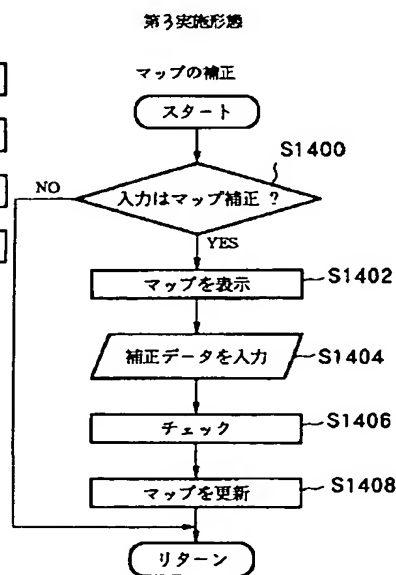 第3実施形態
マップの補正
スタート
S1400
入力はマップ補正 ?
NO
YES
マップを表示
S1402
補正データを入力
S1404
チェック
S1406
マップを更新
S1408
リターン